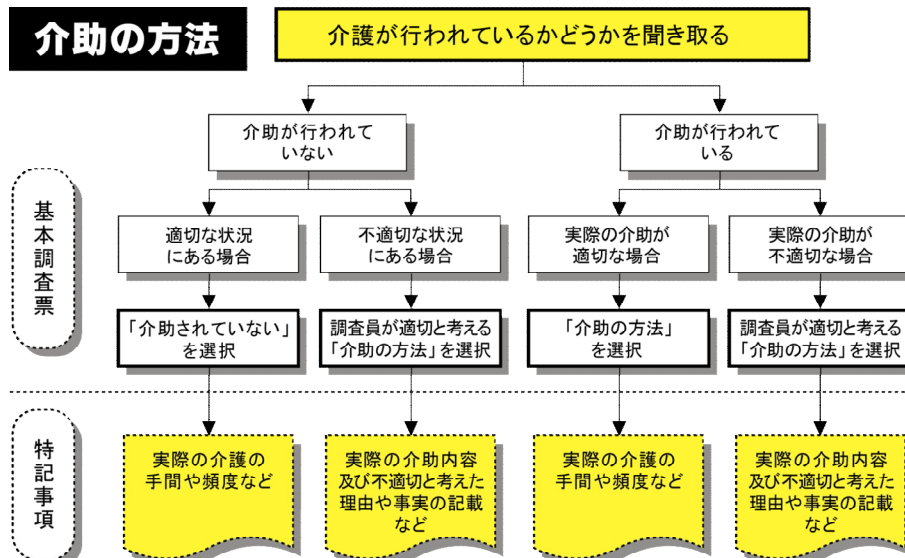 介助の方法
介護が行われているかどうかを聞き取る
介助が行われて
いない
介助が行われて
いる
基本調査票
適切な状況
にある場合
不適切な状況
にある場合
実際の介助が
適切な場合
実際の介助が
不適切な場合
「介助されていない」
を選択
調査員が適切と考える
「介助の方法」を選択
「介助の方法」
を選択
調査員が適切と考える
「介助の方法」を選択
特記事項
実際の介護の
手間や頻度など
実際の介助内容
及び不適切と考えた
理由や事実の記載
など
実際の介護の
手間や頻度など
実際の介助内容
及び不適切と考えた
理由や事実の記載
など